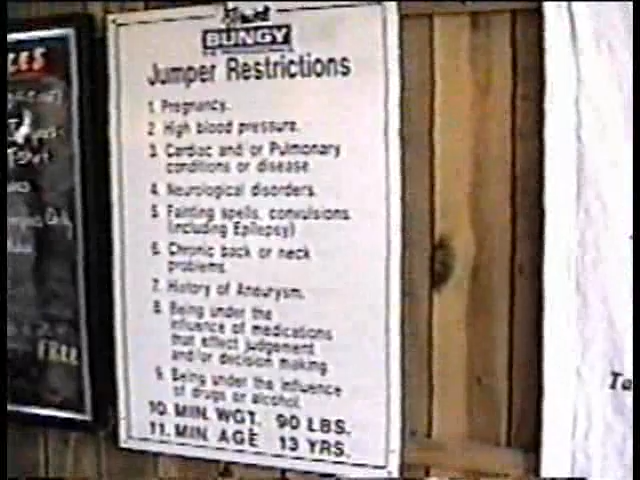 BUNGY
Jumper Restrictions
1. Pregnancy.
2 High blood pressure.
3. Cardiac and or Pulmonary
conditions or disease
4. Neurological disorders.
5. Fainting spells, convulsions.
(including Epilepsy)
6. Chronic back or neck
problems
7. History of Aneurysm.
8. Being under the
influence of medications
that effect judgement
and/or decision making
9. Being under the influence
of drugs or alcohol.
10. MIN. WGT. 90 LBS.
11. MIN. AGE 13 YRS.
FREE
Ta